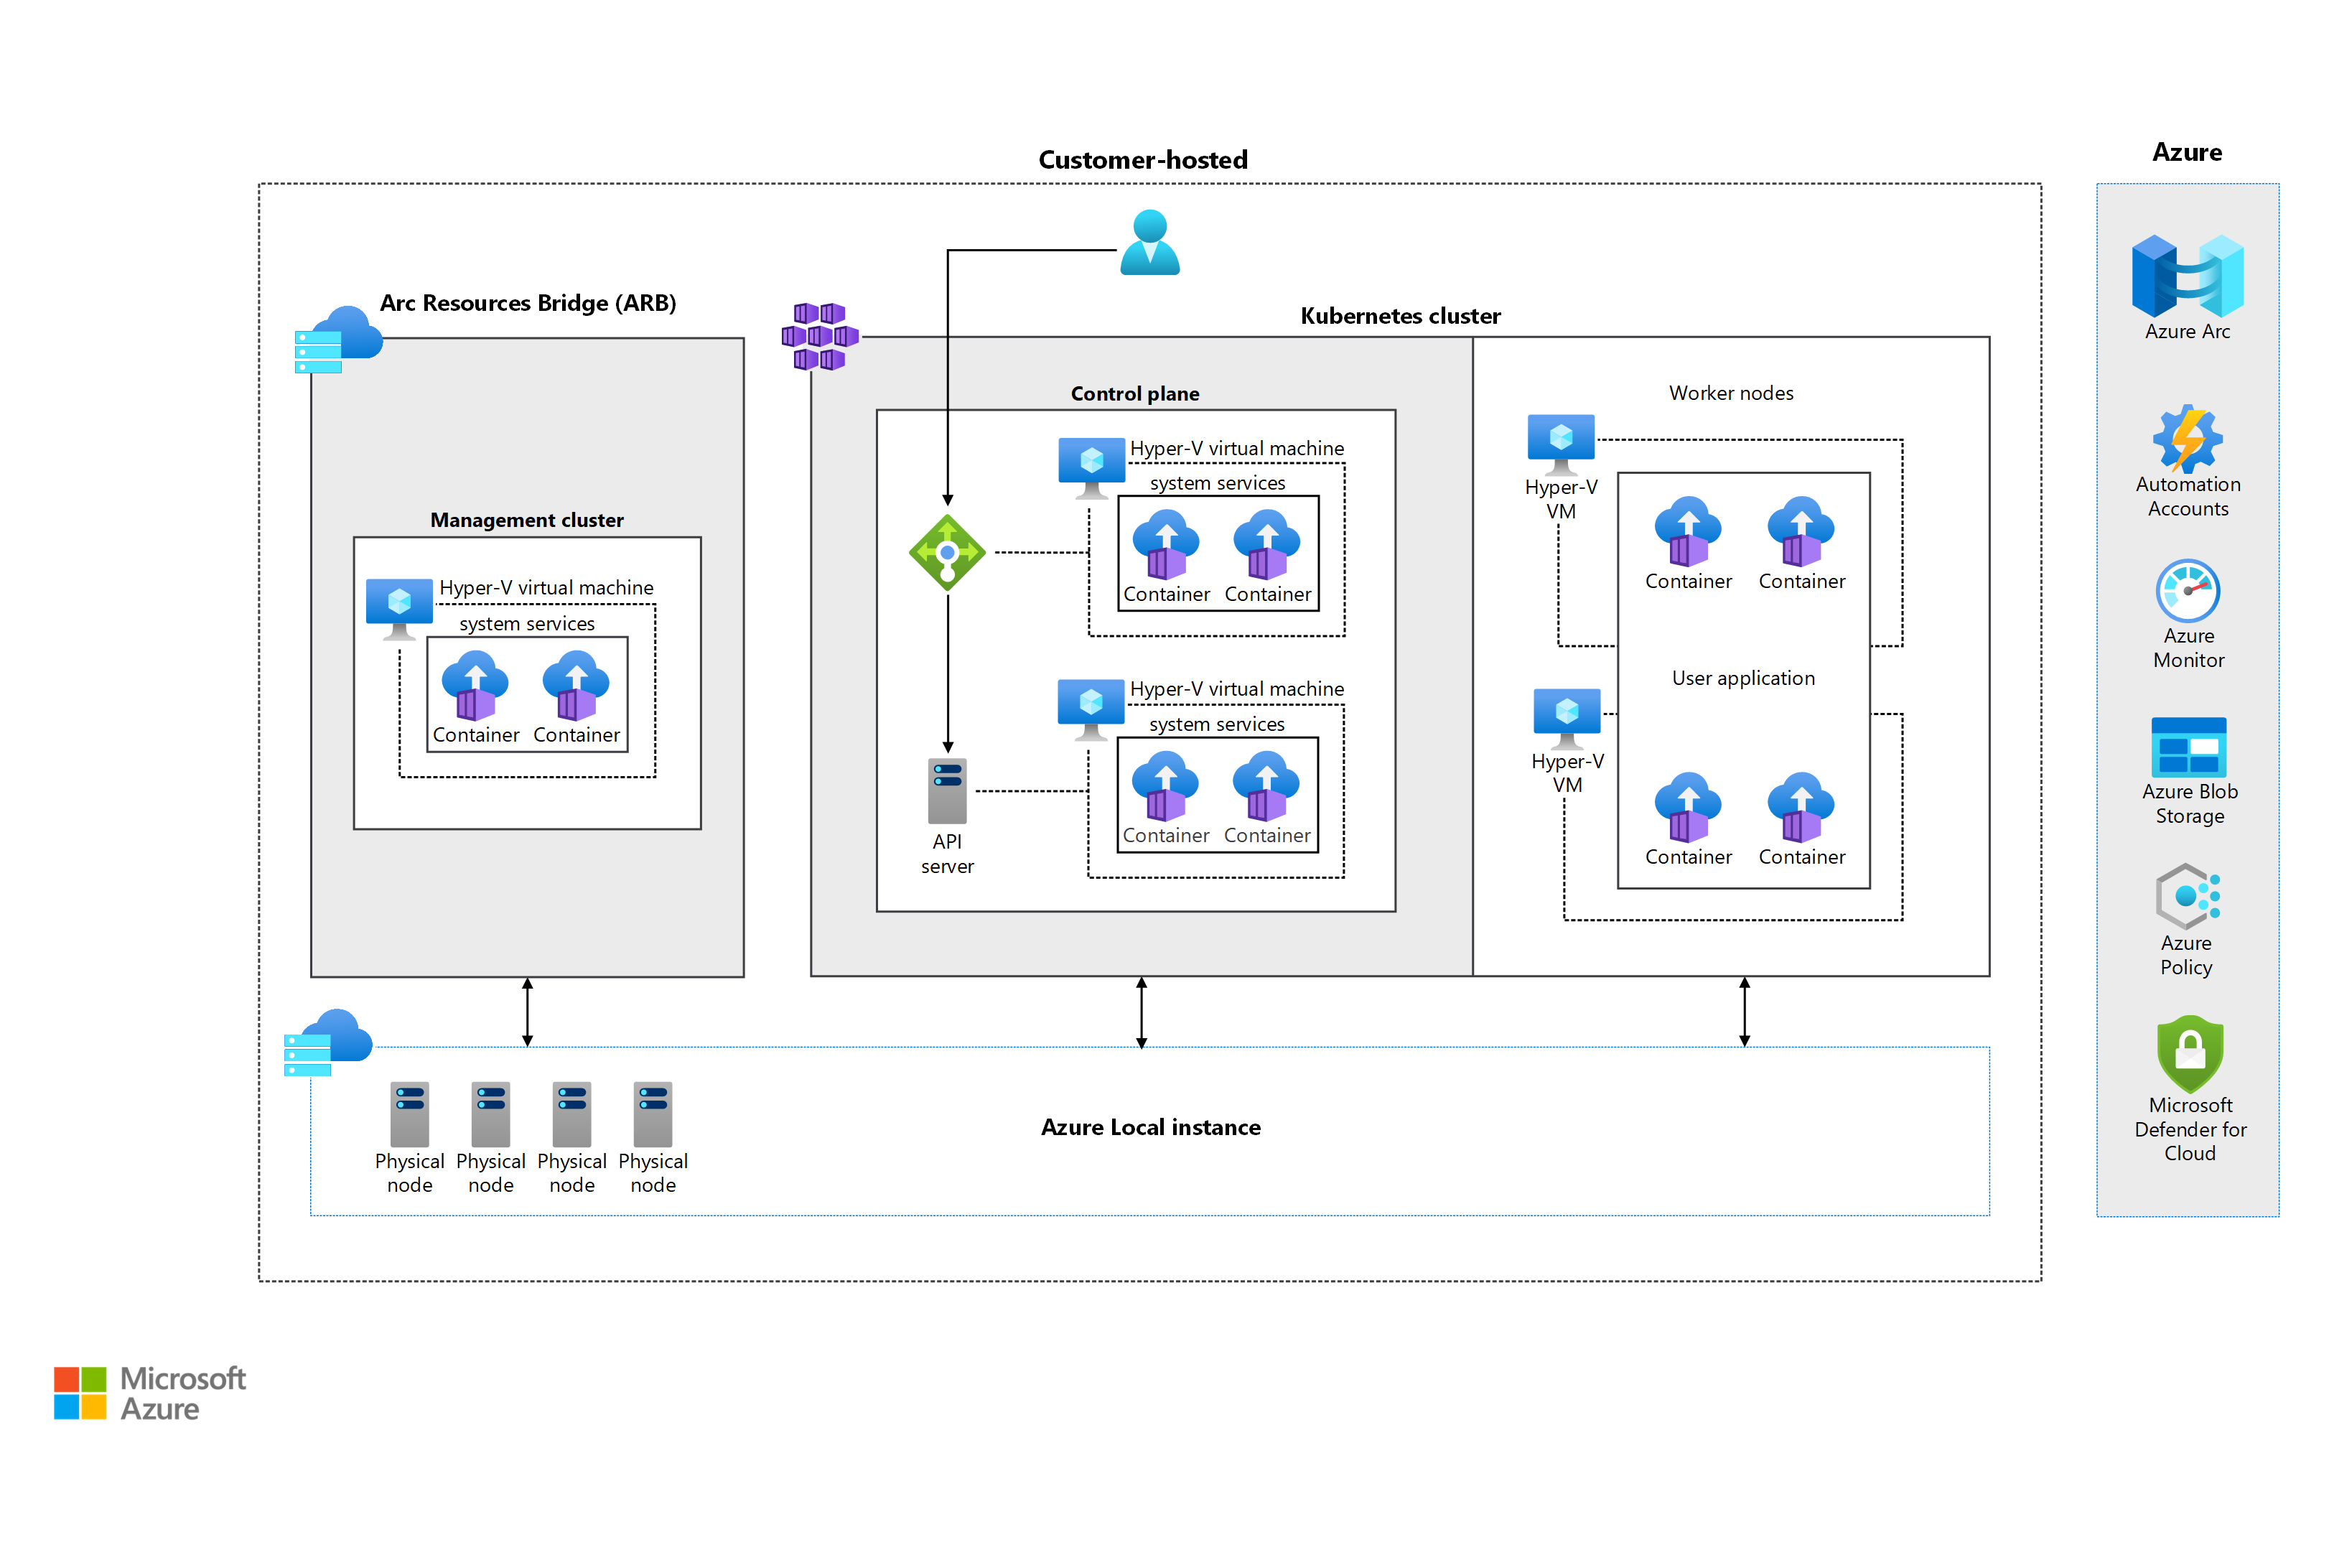 Customer-hosted
Azure
Arc Resources Bridge (ARB)
Management cluster
Hyper-V virtual machine
system services
Container
Container
Kubernetes cluster
Control plane
Hyper-V virtual machine
system services
Container
Container
Hyper-V virtual machine
system services
Container
Container
API
server
Worker nodes
Hyper-V
VM
Container
Container
User application
Hyper-V
VM
Container
Container
Physical
node
Physical
node
Physical
node
Physical
node
Azure Local instance
Azure Arc
Automation
Accounts
Azure
Monitor
Azure Blob
Storage
Azure
Policy
Microsoft
Defender for
Cloud
Microsoft
Azure